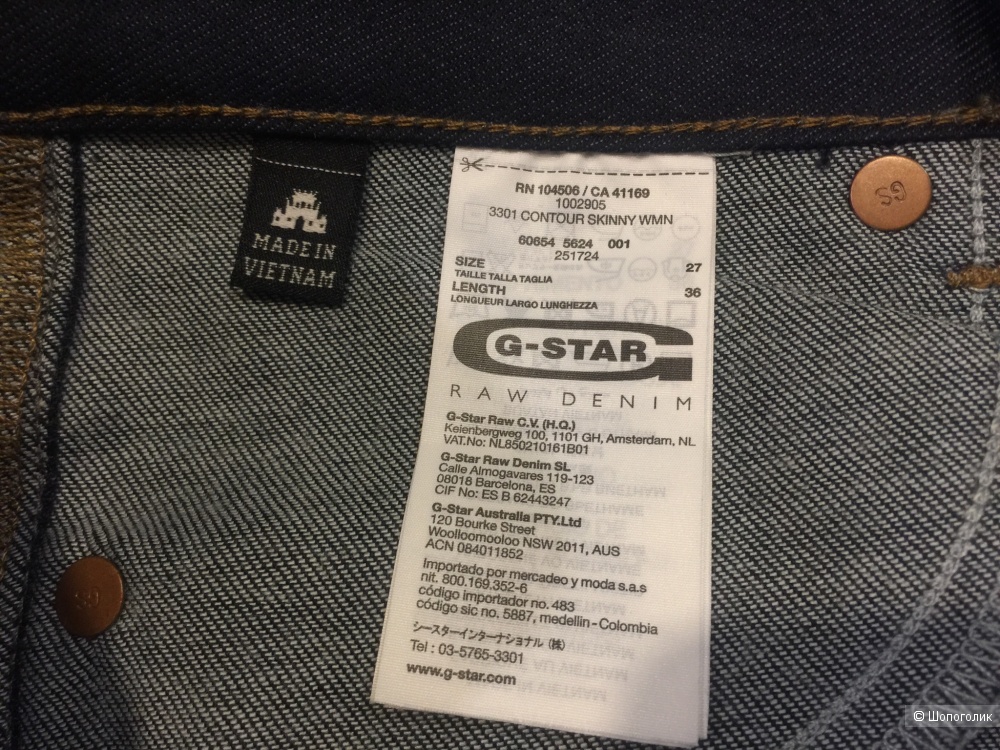 MADE IN
VIETNAM
RN 104506 / CA 41169
1002905
3301 CONTOUR SKINNY WMN
60654 5624 001
251724
SIZE 27
TAILLE TALLA TAGLIA
LENGTH 36
LONGUEUR LARGO LUNGHEZZA
G-STAR
RAW DENIM
G-Star Raw C.V. (H.Q.)
Keienbergweg 100, 1101 GH, Amsterdam, NL
VAT.No: NL850210161B01
G-Star Raw Denim SL
Calle Almogavares 119-123
08018 Barcelona, ES
CIF No: ES B 62443247
G-Star Australia PTY.Ltd
120 Bourke Street
Woolloomooloo NSW 2011, AUS
ACN 084011852
Importado por mercadeo y moda s.a.s
nit. 800.169.352-6
código importador no. 483
código sic no. 5887, medellin - Colombia
シースターインターナショナル (株)
Tel : 03-5765-3301
www.g-star.com
© Шопоголик